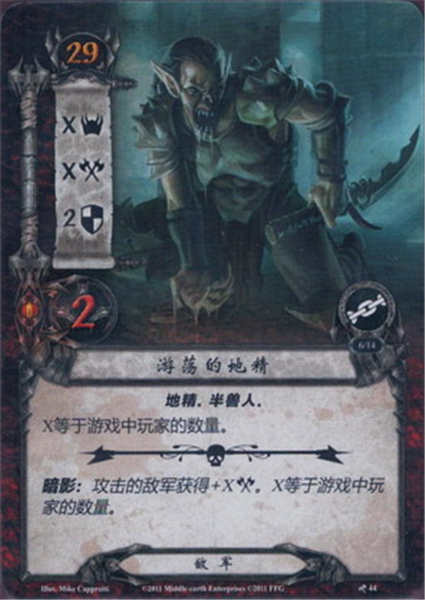 29
X
X
2
2
6/14
游荡的地精
地精. 半兽人.
X等于游戏中玩家的数量。
暗影: 攻击的敌军获得+X。X等于游戏中玩
家的数量。
敌军
Illus. Mike Capprotti ©2011 Middle-earth Enterprises ©2011 FFG 44